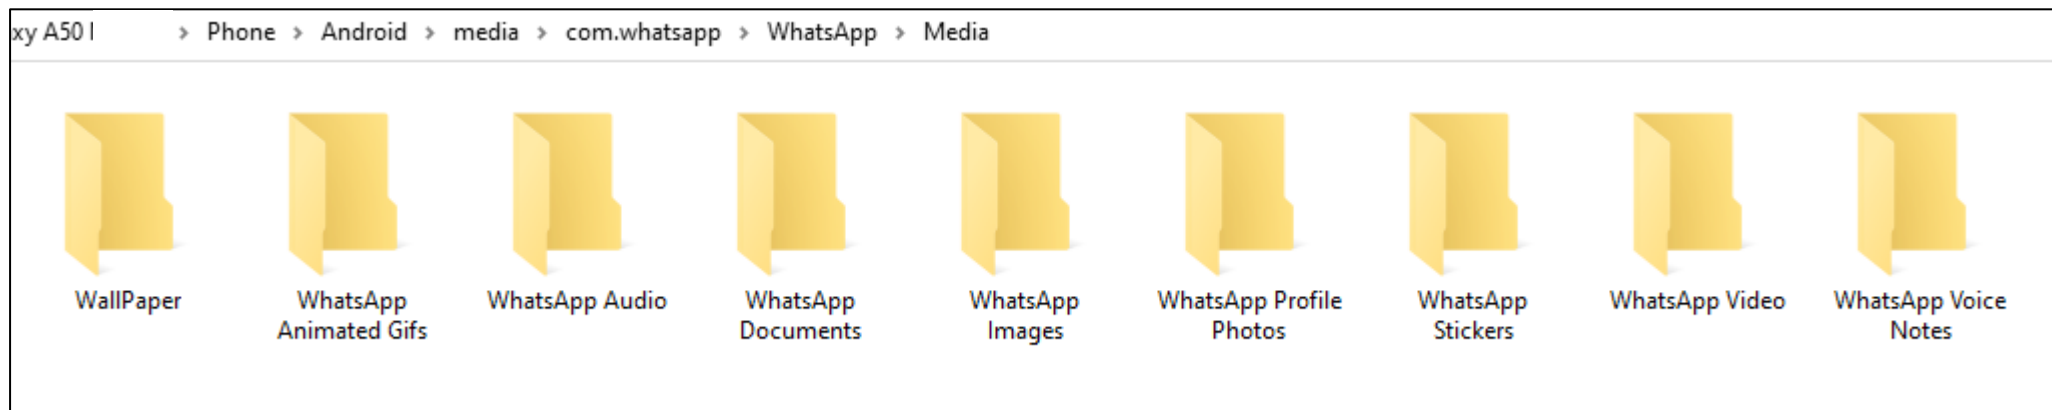 xy A50 > Phone > Android > media > com.whatsapp > WhatsApp > Media
WallPaper
WhatsApp
Animated Gifs
WhatsApp Audio
WhatsApp
Documents
WhatsApp
Images
WhatsApp Profile
Photos
WhatsApp
Stickers
WhatsApp Video
WhatsApp Voice
Notes